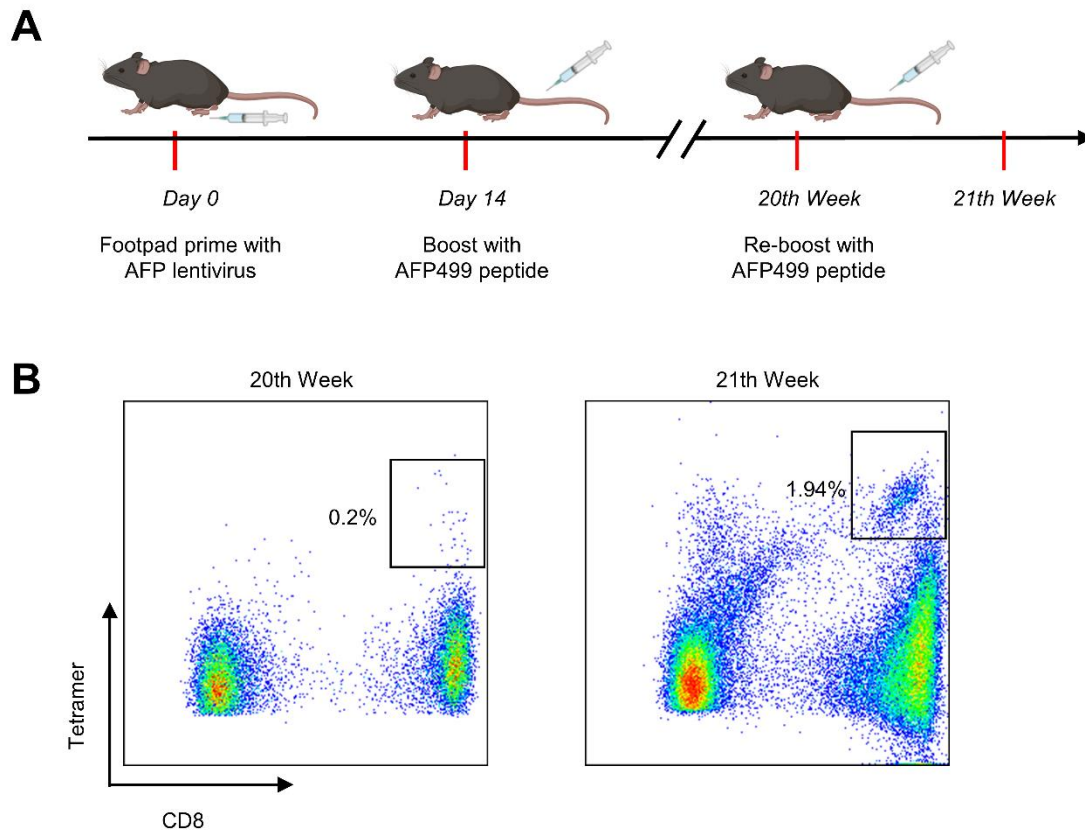 A
Day 0
Day 14
20th Week
21th Week
Footpad prime with
AFP lentivirus
Boost with
AFP499 peptide
Re-boost with
AFP499 peptide
B
20th Week
21th Week
0.2%
1.94%
Tetramer
CD8